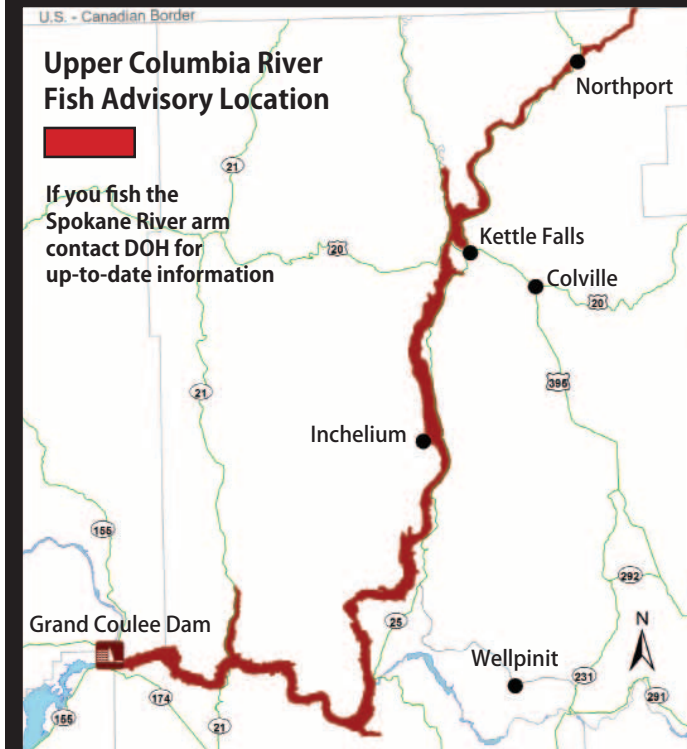 U.S. - Canadian Border
Upper Columbia River
Fish Advisory Location
If you fish the
Spokane River arm
contact DOH for
up-to-date information
Northport
21
20
Kettle Falls
Colville
20
395
21
Inchelium
155
292
Grand Coulee Dam
25
N
Wellpinit
231
174
291
155
21